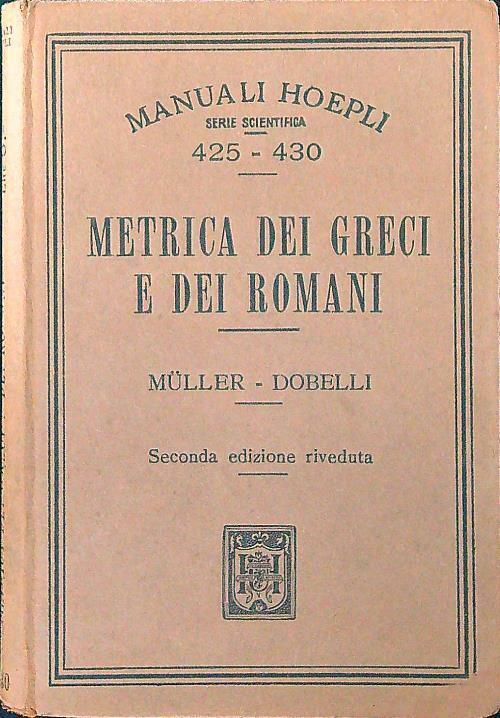 MANUALI HOEPLI
SERIE SCIENTIFICA
425 - 430
METRICA DEI GRECI
E DEI ROMANI
MÜLLER - DOBELLI
Seconda edizione riveduta